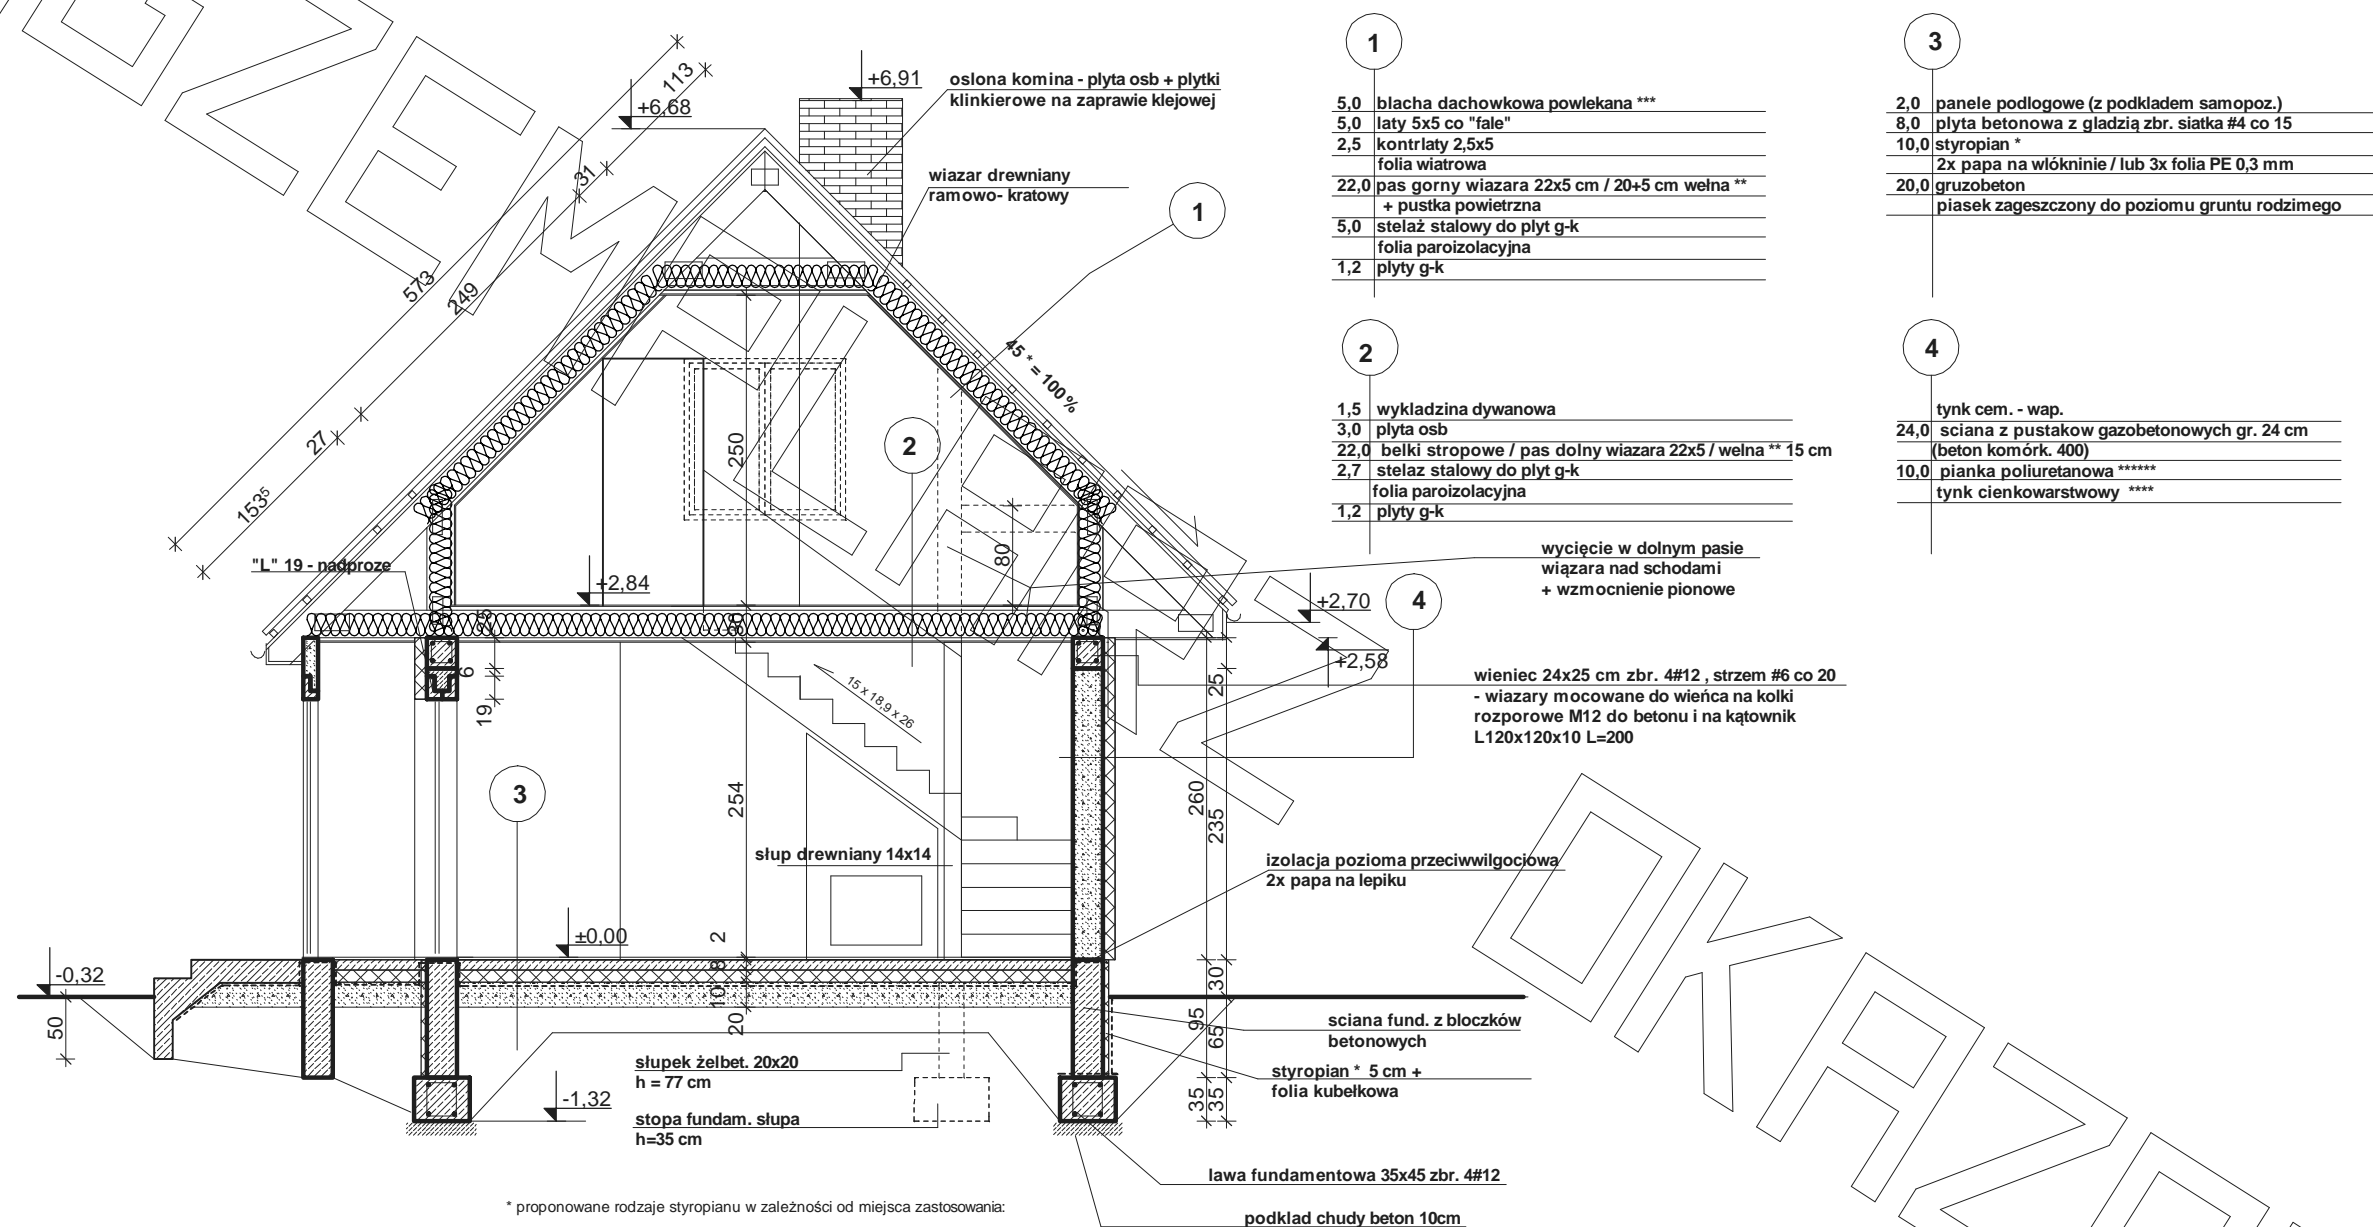 +6,91
+6,68
113
31
573
249
27
153⁵
oslona komina - plyta osb + plytki
klinkierowe na zaprawie klejowej
wiazar drewniany
ramowo- kratowy
1
45 * = 100%
2
250
80
"L" 19 - nadproze
+2,84
25
30
6
19
15 x 18,9 x 26
+2,70
+2,58
4
3
254
260
235
25
słup drewniany 14x14
±0,00
2
8
10
20
-0,32
50
-1,32
30
95
65
35
35
słupek żelbet. 20x20
h = 77 cm
stopa fundam. słupa
h=35 cm
1
5,0 blacha dachowkowa powlekana ***
5,0 laty 5x5 co "fale"
2,5 kontrlaty 2,5x5
folia wiatrowa
22,0 pas gorny wiazara 22x5 cm / 20+5 cm wełna **
+ pustka powietrzna
5,0 stelaż stalowy do plyt g-k
folia paroizolacyjna
1,2 plyty g-k
3
2,0 panele podlogowe (z podkladem samopoz.)
8,0 plyta betonowa z gladzią zbr. siatka #4 co 15
10,0 styropian *
2x papa na wlókninie / lub 3x folia PE 0,3 mm
20,0 gruzobeton
piasek zageszczony do poziomu gruntu rodzimego
2
1,5 wykladzina dywanowa
3,0 plyta osb
22,0 belki stropowe / pas dolny wiazara 22x5 / welna ** 15 cm
2,7 stelaz stalowy do plyt g-k
folia paroizolacyjna
1,2 plyty g-k
4
tynk cem. - wap.
24,0 sciana z pustakow gazobetonowych gr. 24 cm
(beton komórk. 400)
10,0 pianka poliuretanowa ******
tynk cienkowarstwowy ****
wycięcie w dolnym pasie
wiązara nad schodami
+ wzmocnienie pionowe
wieniec 24x25 cm zbr. 4#12 , strzem #6 co 20
- wiazary mocowane do wieńca na kolki
rozporowe M12 do betonu i na kątownik
L120x120x10 L=200
izolacja pozioma przeciwwilgociowa
2x papa na lepiku
sciana fund. z bloczków
betonowych
styropian * 5 cm +
folia kubełkowa
lawa fundamentowa 35x45 zbr. 4#12
podklad chudy beton 10cm
* proponowane rodzaje styropianu w zależności od miejsca zastosowania: